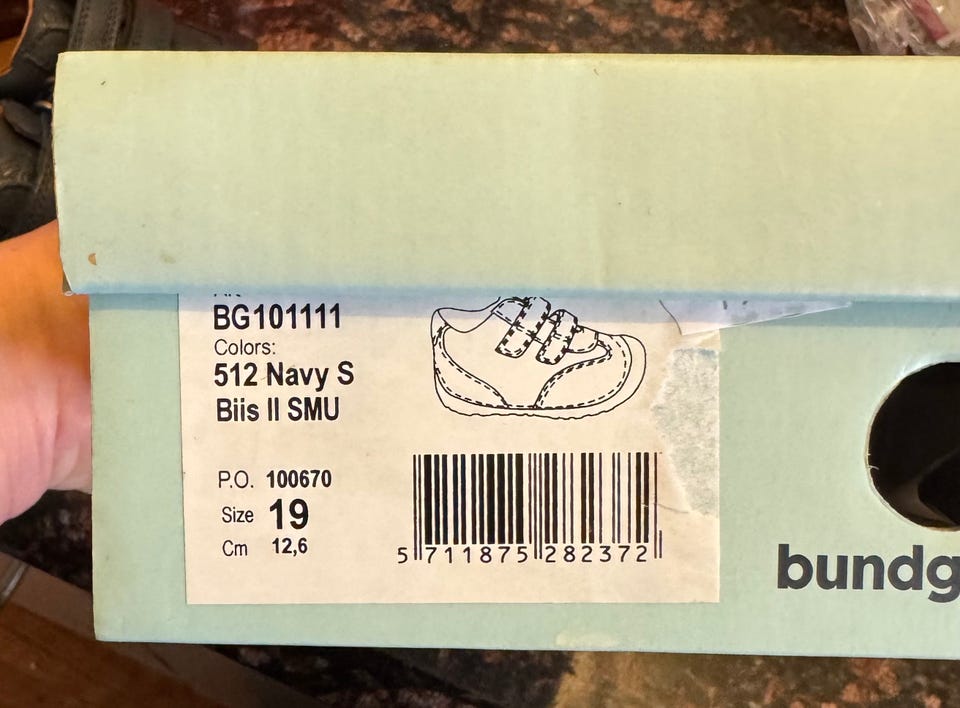 BG101111
Colors:
512 Navy S
Biis II SMU
P.O. 100670
Size 19
Cm 12,6
5 711875 282372
bundg